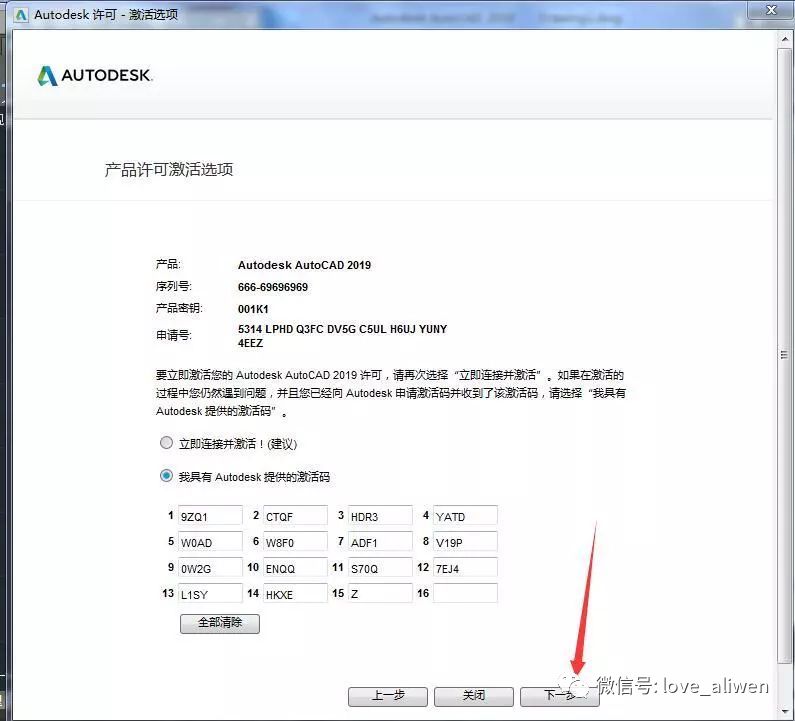 Autodesk 许可 - 激活选项
AUTODESK.
产品许可激活选项
产品: Autodesk AutoCAD 2019
序列号: 666-69696969
产品密钥: 001K1
申请号: 5314 LPHD Q3FC DV5G C5UL H6UJ YUNY
4EEZ
要立即激活您的 Autodesk AutoCAD 2019 许可，请再次选择“立即连接并激活”。如果在激活的
过程中您仍然遇到问题，并且您已经向 Autodesk 申请激活码并收到了该激活码，请选择“我具有
Autodesk 提供的激活码”。
立即连接并激活！(建议)
我具有 Autodesk 提供的激活码
1 9ZQ1 2 CTQF 3 HDR3 4 YATD
5 W0AD 6 W8F0 7 ADF1 8 V19P
9 0W2G 10 ENQQ 11 S70Q 12 7EJ4
13 L1SY 14 HKXE 15 Z 16
全部清除
上一步 关闭 下一步
微信号: love_aliwen